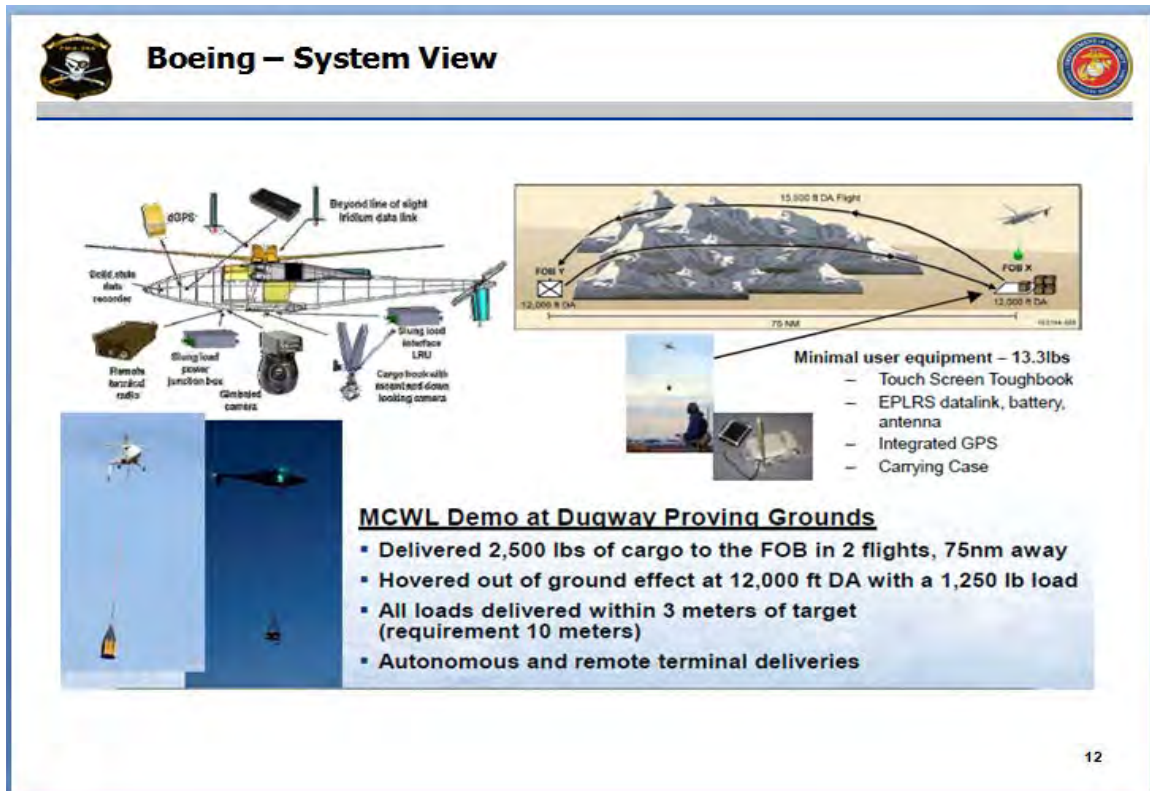 Boeing – System View
dGPS
Beyond line of sight
Iridium data link
Solid state
data
recorder
Remote
terminal
radio
Slung load
power
junction box
Gimbaled
camera
Cargo hook with
mount and down
looking camera
Slung load
interface
LRU
15,000 ft DA Flight
FOB Y
12,000 ft DA
FOB X
12,000 ft DA
75 NM
Minimal user equipment – 13.3lbs
– Touch Screen Toughbook
– EPLRS datalink, battery,
antenna
– Integrated GPS
– Carrying Case
MCWL Demo at Dugway Proving Grounds
▪ Delivered 2,500 lbs of cargo to the FOB in 2 flights, 75nm away
▪ Hovered out of ground effect at 12,000 ft DA with a 1,250 lb load
▪ All loads delivered within 3 meters of target
(requirement 10 meters)
▪ Autonomous and remote terminal deliveries
12